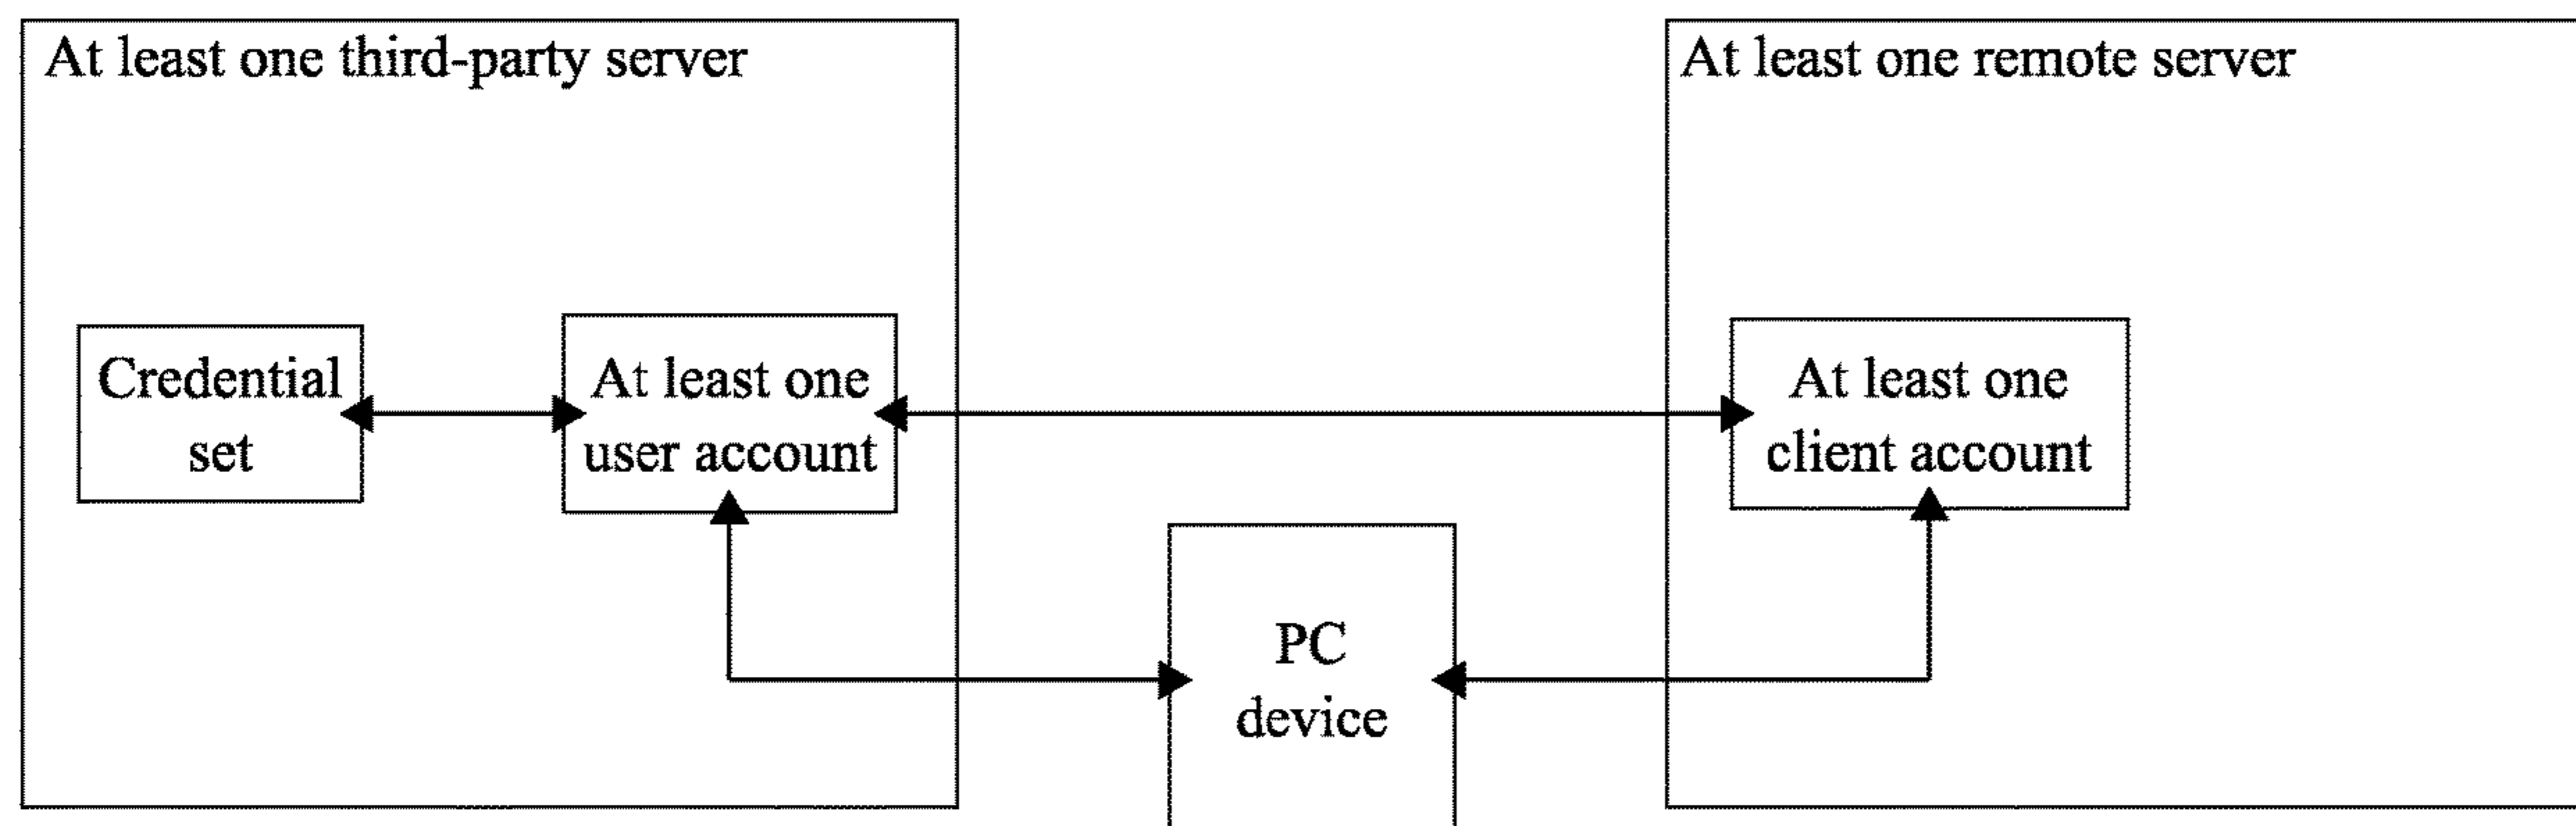 At least one third-party server
At least one remote server
Credential
set
At least one
user account
At least one
client account
PC
device